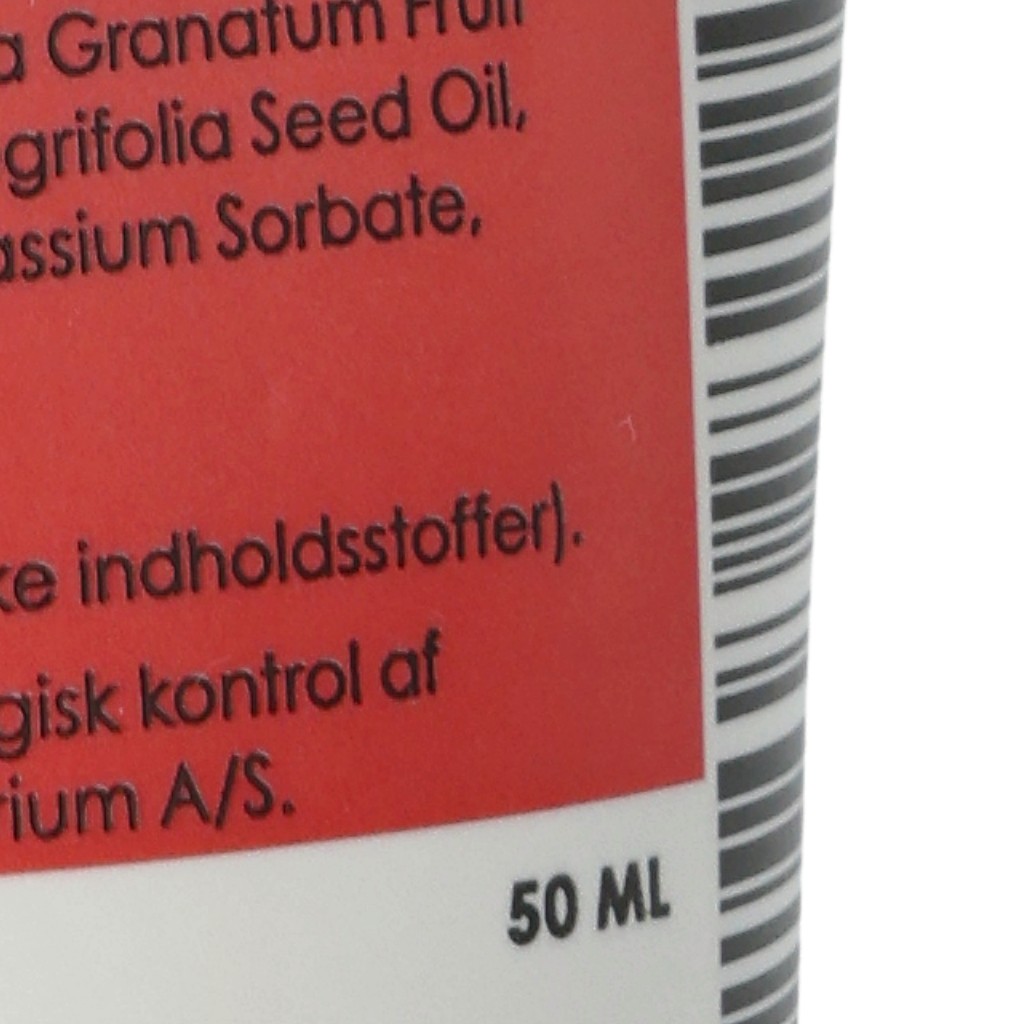 a Granatum Fruit
grifolia Seed Oil,
assium Sorbate,
ke indholdsstoffer).
gisk kontrol af
rium A/S.
50 ML